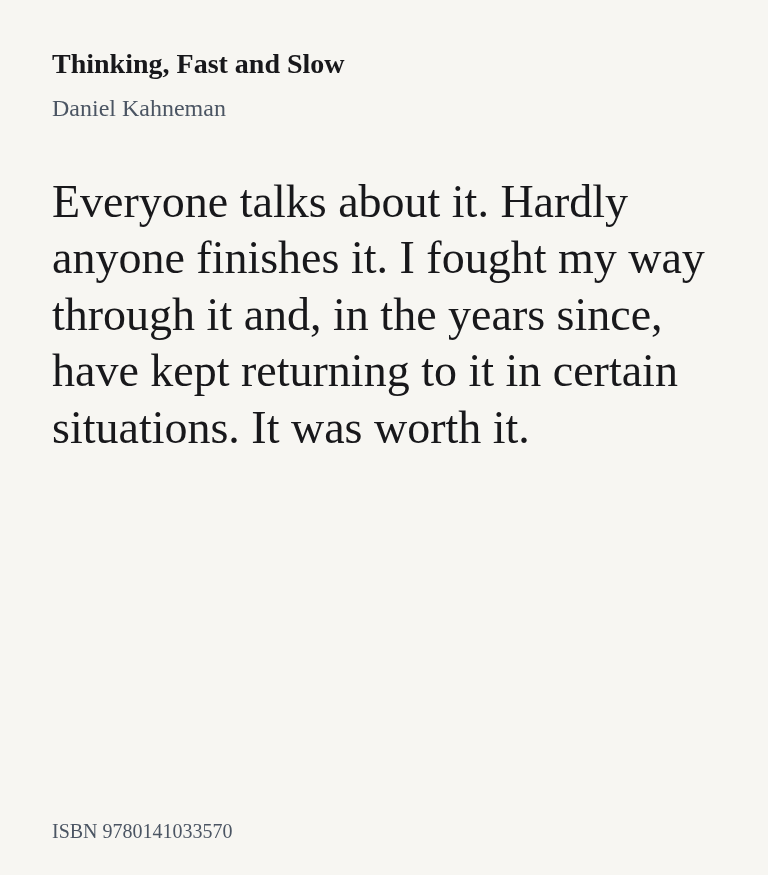 Thinking, Fast and Slow
Daniel Kahneman
Everyone talks about it. Hardly
anyone finishes it. I fought my way
through it and, in the years since,
have kept returning to it in certain
situations. It was worth it.
ISBN 9780141033570